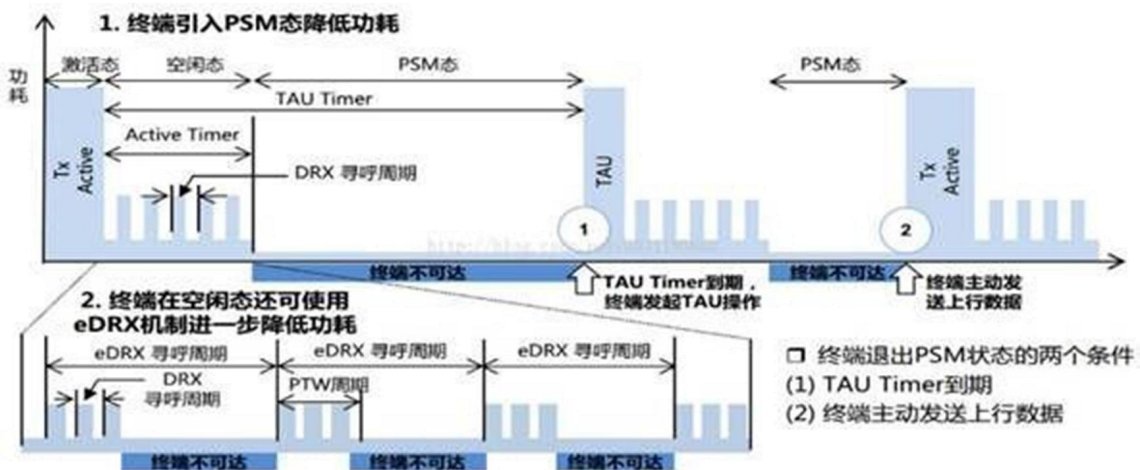 1. 终端引入PSM态降低功耗
功耗
激活态
空闲态
PSM态
PSM态
TAU Timer
Active Timer
DRX 寻呼周期
Tx Active
TAU
Tx Active
1
2
终端不可达
TAU Timer到期，
终端发起TAU操作
终端不可达
终端主动发
送上行数据
2. 终端在空闲态还可使用
eDRX机制进一步降低功耗
eDRX 寻呼周期
eDRX 寻呼周期
eDRX 寻呼周期
DRX
寻呼周期
PTW周期
终端不可达
终端不可达
终端不可达
终端退出PSM状态的两个条件
(1) TAU Timer到期
(2) 终端主动发送上行数据